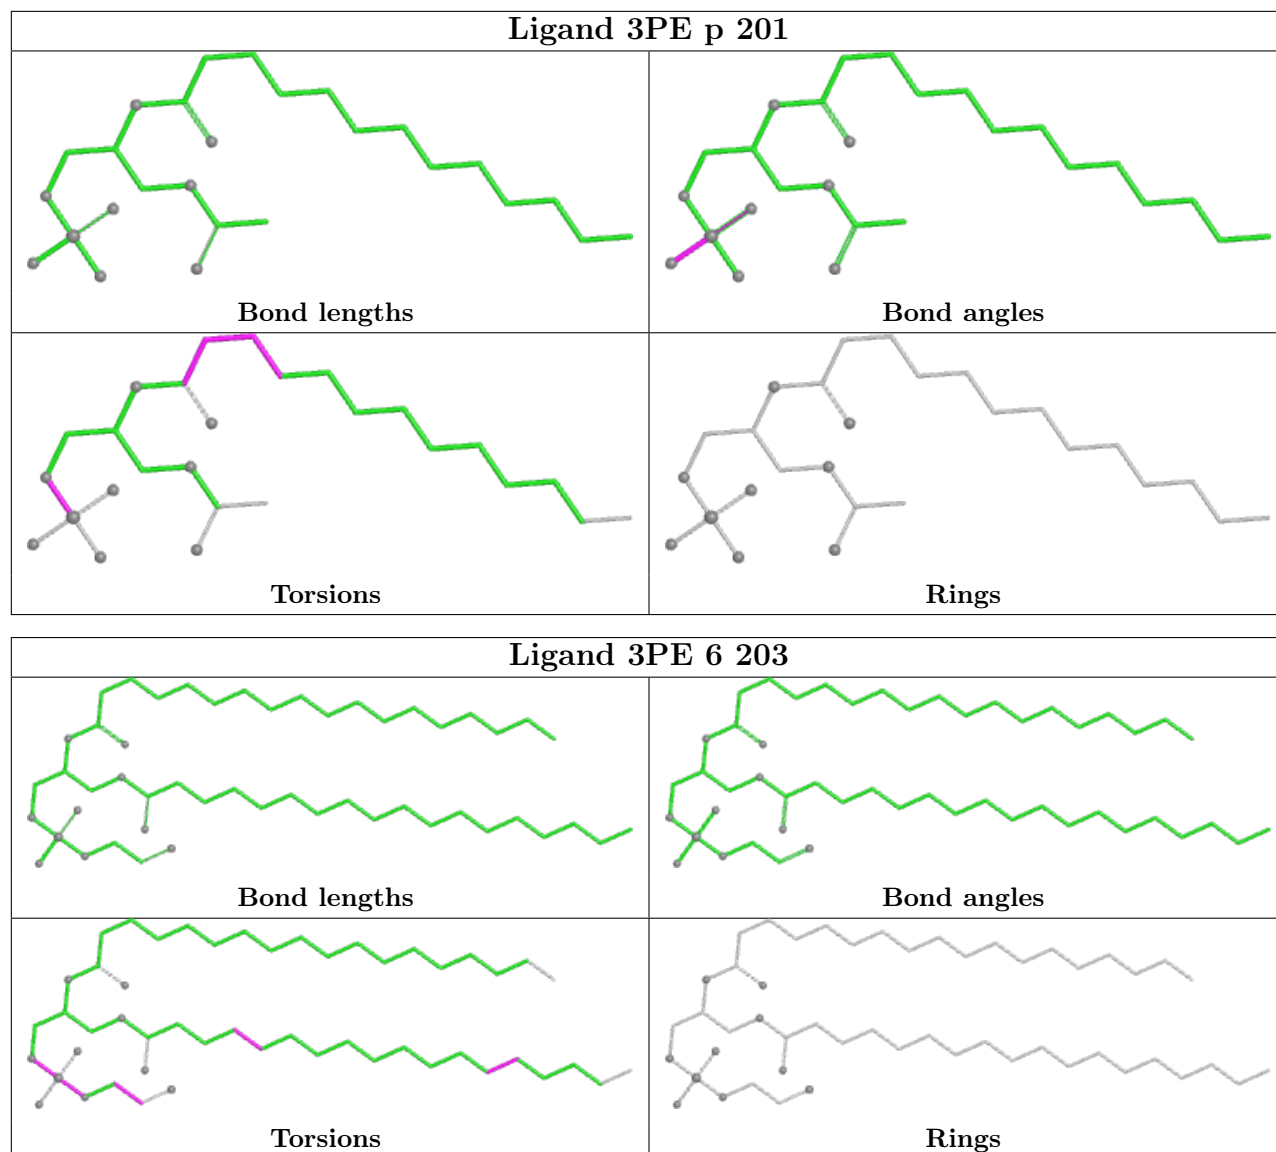 Ligand 3PE p 201
Bond lengths
Bond angles
Torsions
Rings
Ligand 3PE 6 203
Bond lengths
Bond angles
Torsions
Rings